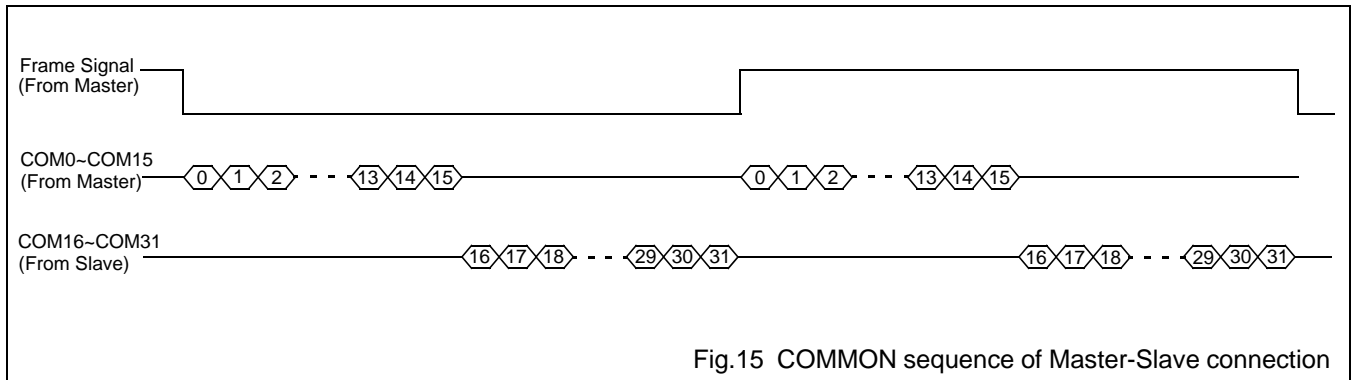 Frame Signal
(From Master)
COM0~COM15
(From Master)
0 1 2 13 14 15 0 1 2 13 14 15
COM16~COM31
(From Slave)
16 17 18 29 30 31 16 17 18 29 30 31
Fig.15 COMMON sequence of Master-Slave connection